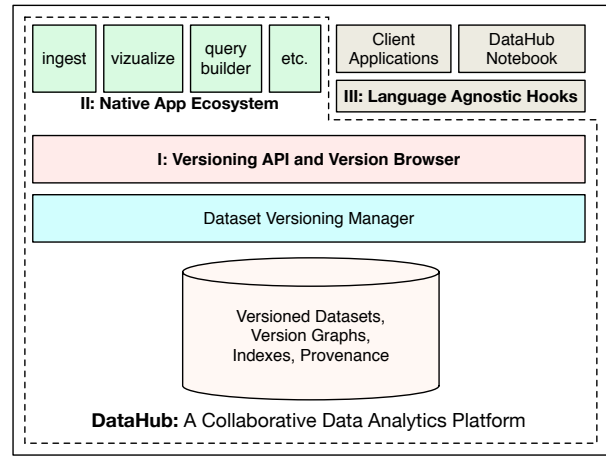 ingest
vizualize
query
builder
etc.
Client
Applications
DataHub
Notebook
II: Native App Ecosystem
III: Language Agnostic Hooks
I: Versioning API and Version Browser
Dataset Versioning Manager
Versioned Datasets,
Version Graphs,
Indexes, Provenance
DataHub: A Collaborative Data Analytics Platform